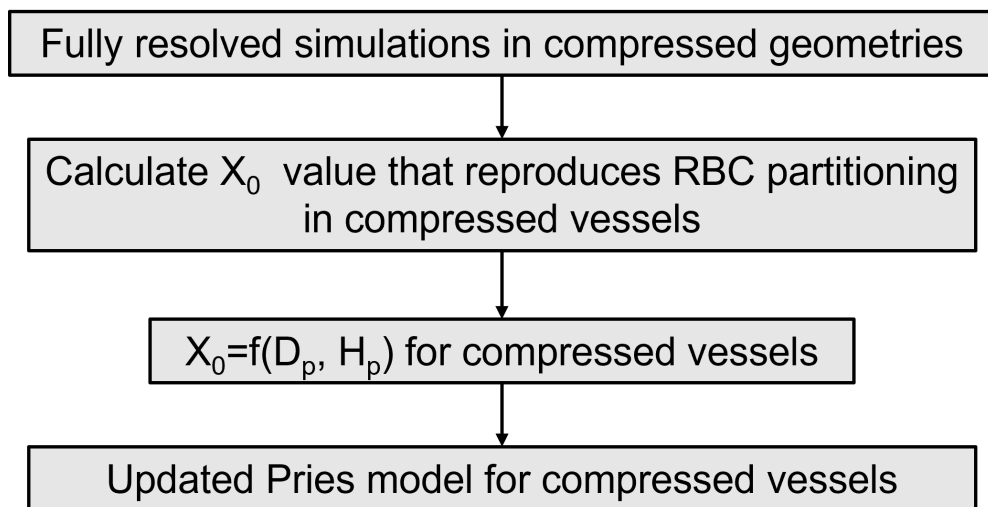 Fully resolved simulations in compressed geometries
Calculate X₀ value that reproduces RBC partitioning
in compressed vessels
X₀=f(Dₚ, Hₚ) for compressed vessels
Updated Pries model for compressed vessels